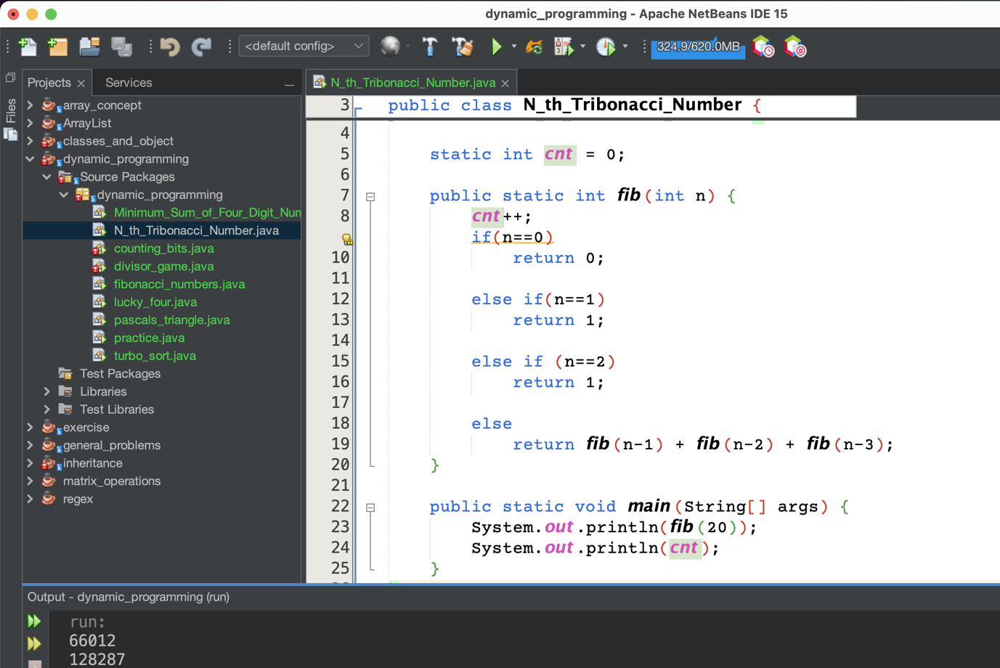 dynamic_programming - Apache NetBeans IDE 15
<default config>
324.9/620.0MB
Files
Projects
Services
array_concept
ArrayList
classes_and_object
dynamic_programming
Source Packages
dynamic_programming
Minimum_Sum_of_Four_Digit_Num
N_th_Tribonacci_Number.java
counting_bits.java
divisor_game.java
fibonacci_numbers.java
lucky_four.java
pascals_triangle.java
practice.java
turbo_sort.java
Test Packages
Libraries
Test Libraries
exercise
general_problems
inheritance
matrix_operations
regex
N_th_Tribonacci_Number.java
3 public class N_th_Tribonacci_Number {
4
5 static int cnt = 0;
6
7 public static int fib(int n) {
8 cnt++;
if(n==0)
10 return 0;
11
12 else if(n==1)
13 return 1;
14
15 else if (n==2)
16 return 1;
17
18 else
19 return fib(n-1) + fib(n-2) + fib(n-3);
20 }
21
22 public static void main(String[] args) {
23 System.out.println(fib(20));
24 System.out.println(cnt);
25 }
Output - dynamic_programming (run)
run:
66012
128287